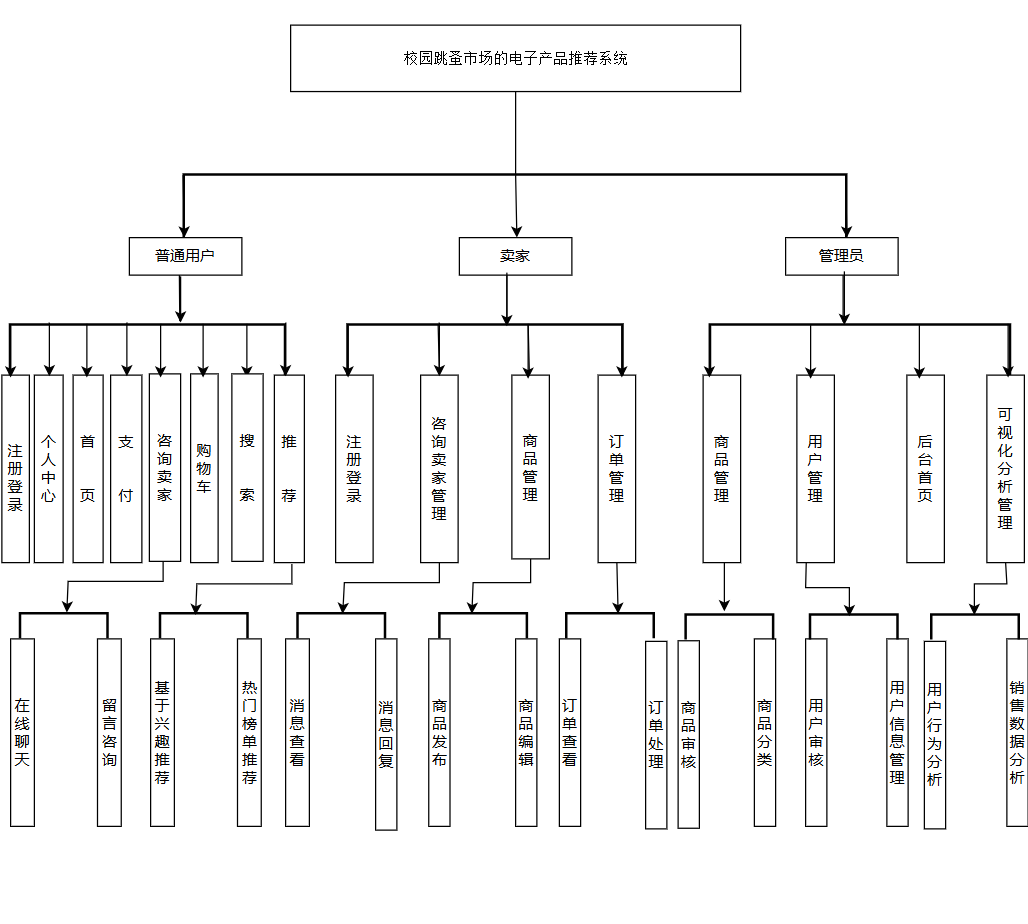 校园跳蚤市场的电子产品推荐系统
普通用户
卖家
管理员
注册登录
个人中心
首页
支付
咨询卖家
购物车
搜索
推荐
注册登录
咨询卖家管理
商品管理
订单管理
商品管理
用户管理
后台首页
可视化分析管理
在线聊天
留言咨询
基于兴趣推荐
热门榜单推荐
消息查看
消息回复
商品发布
商品编辑
订单查看
订单处理
商品审核
商品分类
用户审核
用户信息管理
用户行为分析
销售数据分析